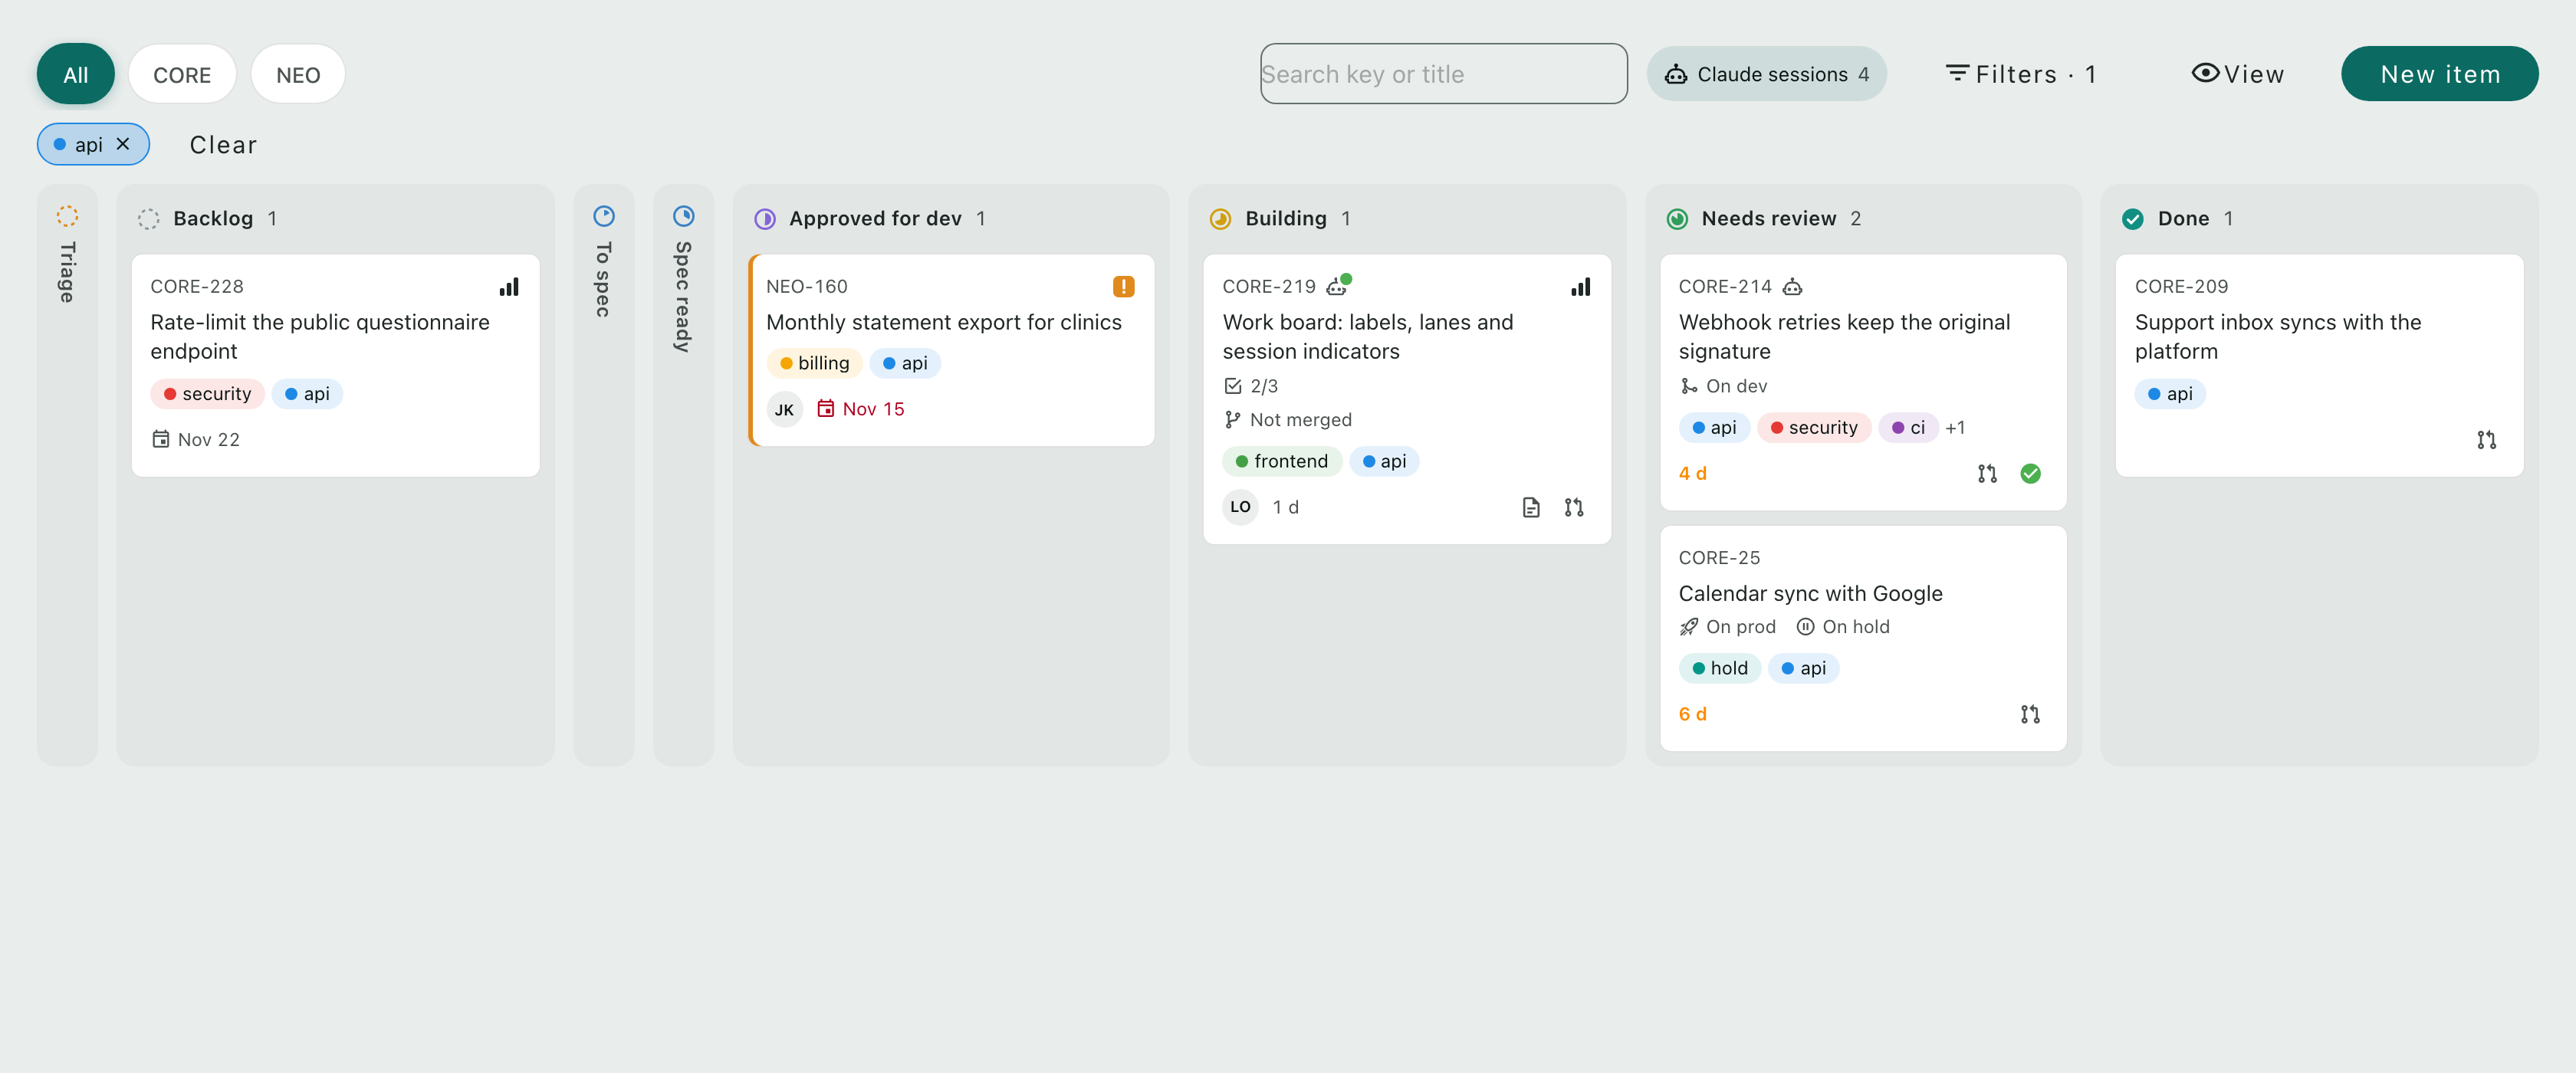 All
CORE
NEO
Search key or title
Claude sessions 4
Filters · 1
View
New item
api
Clear
Triage
Backlog 1
CORE-228
Rate-limit the public questionnaire
endpoint
security
api
Nov 22
To spec
Spec ready
Approved for dev 1
NEO-160
Monthly statement export for clinics
billing
api
JK
Nov 15
Building 1
CORE-219
Work board: labels, lanes and
session indicators
2/3
Not merged
frontend
api
LO
1 d
Needs review 2
CORE-214
Webhook retries keep the original
signature
On dev
api
security
ci
+1
4 d
CORE-25
Calendar sync with Google
On prod
On hold
hold
api
6 d
Done 1
CORE-209
Support inbox syncs with the
platform
api